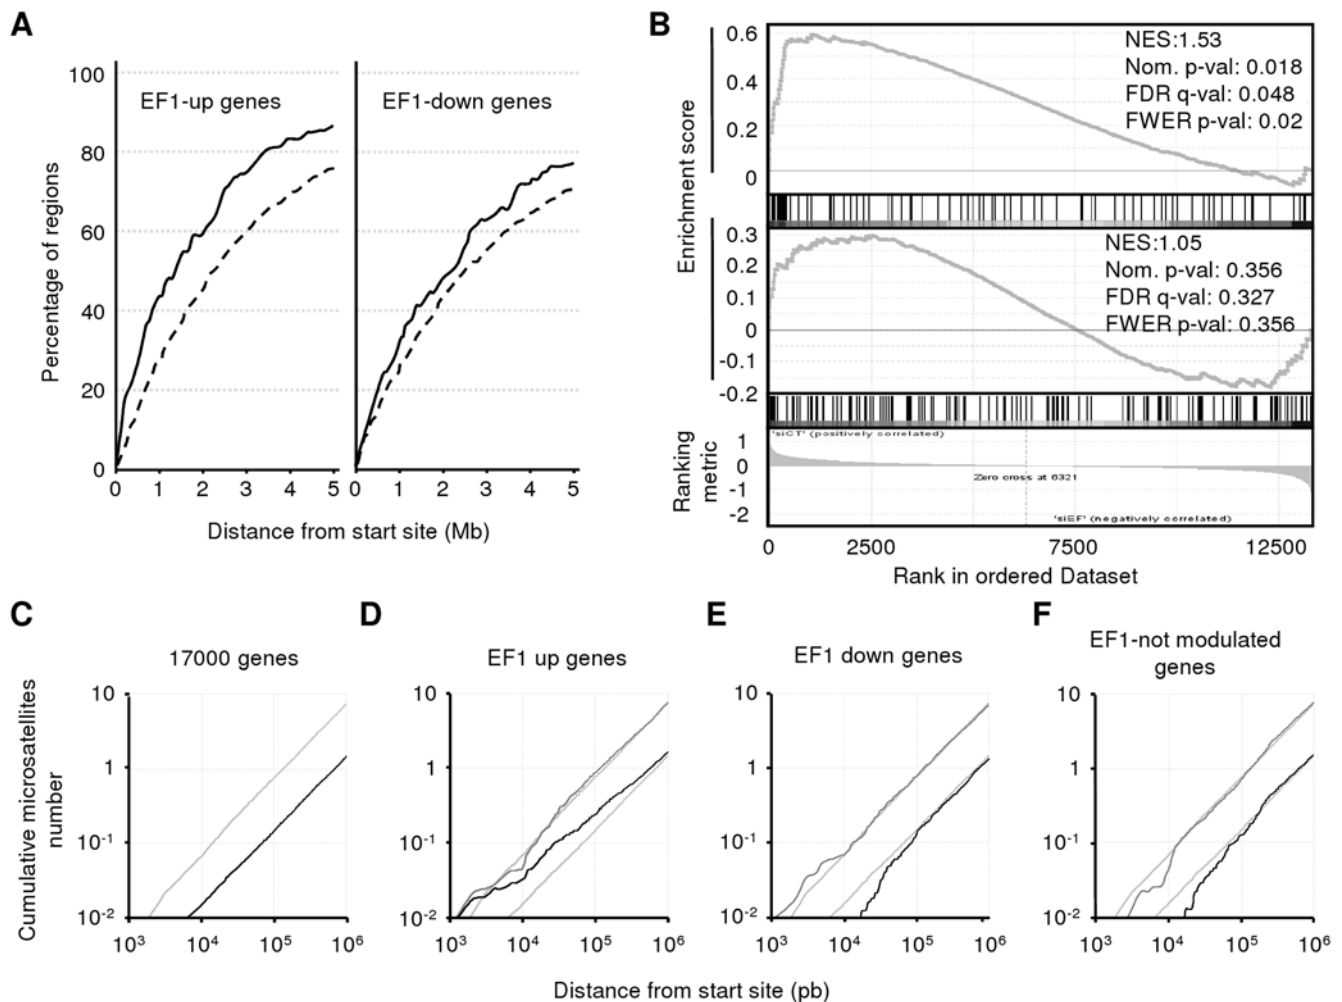 A
B
100
80
60
40
20
0
Percentage of regions
EF1-up genes
EF1-down genes
0 1 2 3 4 5
0 1 2 3 4 5
Distance from start site (Mb)
0.6
0.4
0.2
0
Enrichment score
NES:1.53
Nom. p-val: 0.018
FDR q-val: 0.048
FWER p-val: 0.02
0.3
0.2
0.1
0
-0.1
-0.2
NES:1.05
Nom. p-val: 0.356
FDR q-val: 0.327
FWER p-val: 0.356
Ranking
metric
1
0
-1
-2
'siCT' (positively correlated)
Zero cross at 6321
'siEF' (negatively correlated)
0 2500 7500 12500
Rank in ordered Dataset
C
D
E
F
17000 genes
EF1 up genes
EF1 down genes
EF1-not modulated
genes
Cumulative microsatellites
number
10
1
10⁻¹
10⁻²
10³ 10⁴ 10⁵ 10⁶
10
1
10⁻¹
10⁻²
10³ 10⁴ 10⁵ 10⁶
10
1
10⁻¹
10⁻²
10³ 10⁴ 10⁵ 10⁶
10
1
10⁻¹
10⁻²
10³ 10⁴ 10⁵ 10⁶
Distance from start site (pb)